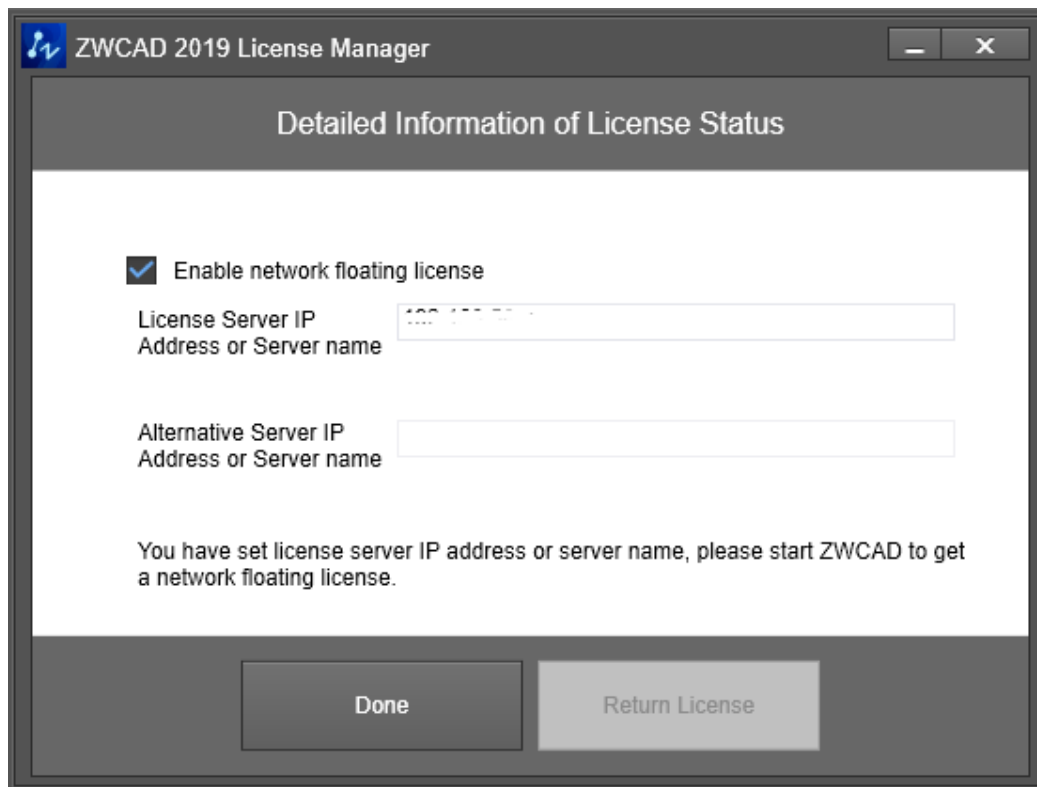 ZWCAD 2019 License Manager
Detailed Information of License Status
Enable network floating license
License Server IP
Address or Server name
Alternative Server IP
Address or Server name
You have set license server IP address or server name, please start ZWCAD to get
a network floating license.
Done
Return License